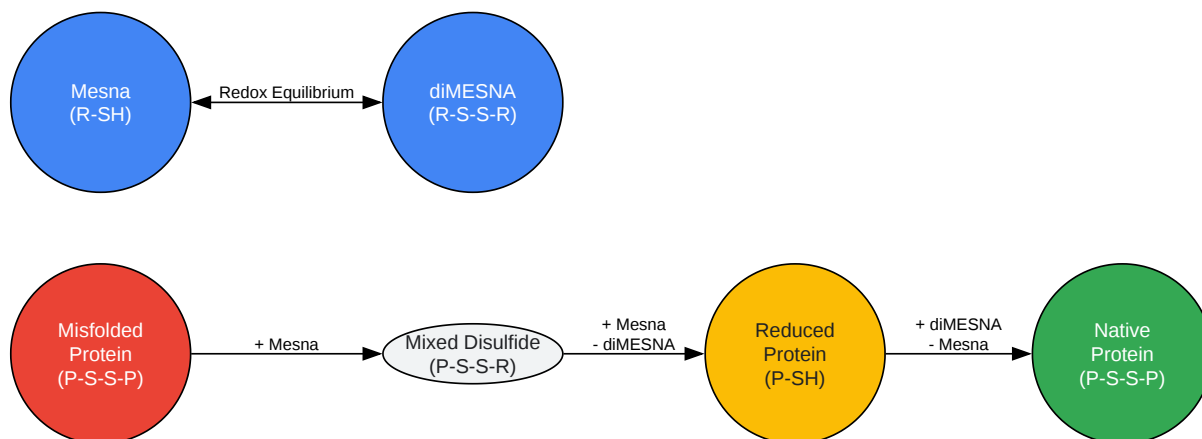 Mesna
(R-SH)
Redox Equilibrium
diMESNA
(R-S-S-R)
Misfolded
Protein
(P-S-S-P)
+ Mesna
Mixed Disulfide
(P-S-S-R)
+ Mesna
- diMESNA
Reduced
Protein
(P-SH)
+ diMESNA
- Mesna
Native
Protein
(P-S-S-P)